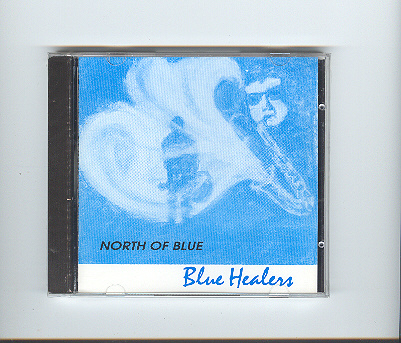 NORTH OF BLUE
Blue Healers